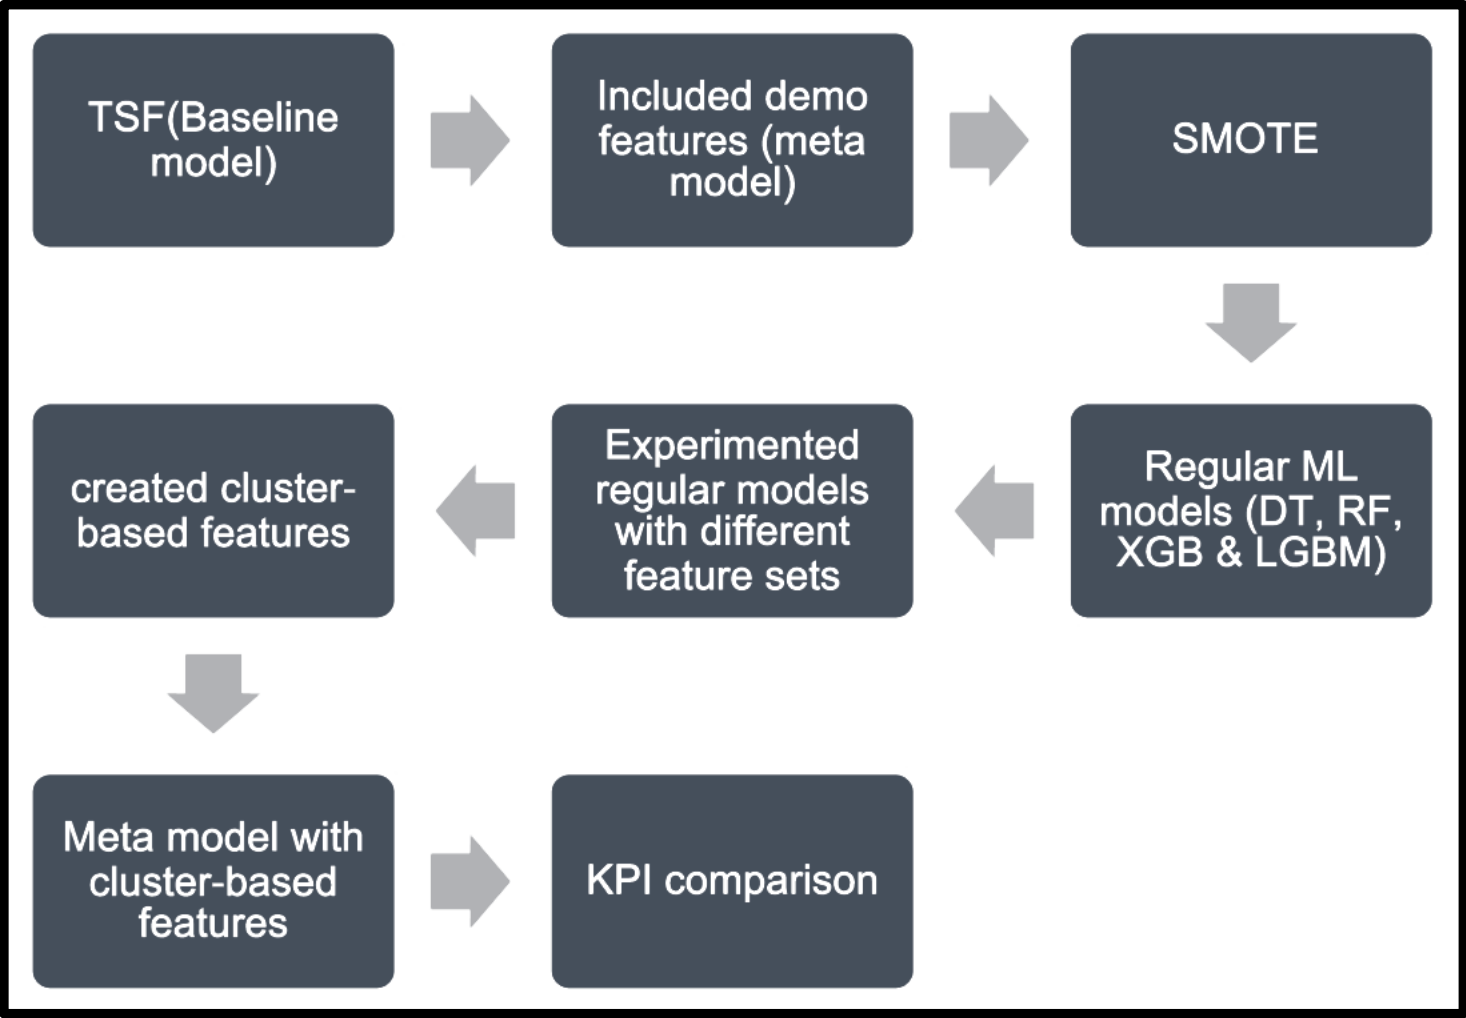 TSF(Baseline
model)
Included demo
features (meta
model)
SMOTE
Regular ML
models (DT, RF,
XGB & LGBM)
Experimented
regular models
with different
feature sets
created cluster-
based features
Meta model with
cluster-based
features
KPI comparison